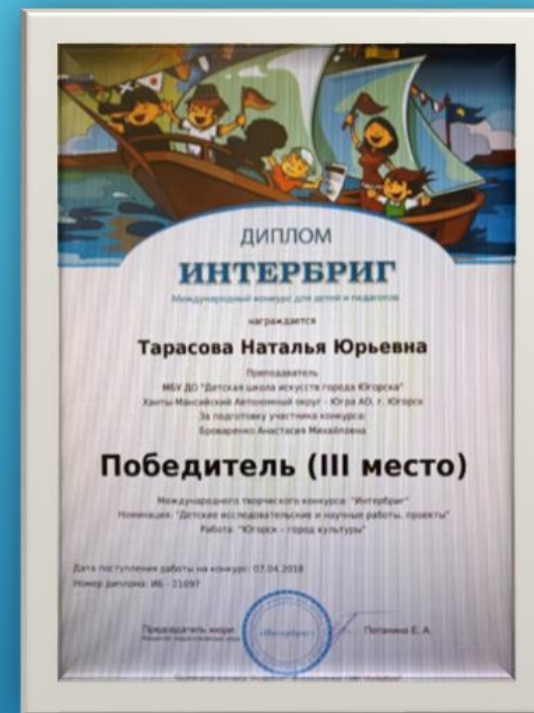 ДИПЛОМ
ИНТЕРБРИГ
Международный конкурс для детей и педагогов
награждается
Тарасова Наталья Юрьевна
Преподаватель
МБУ ДО "Детская школа искусств города Югорска"
Ханты-Мансийский Автономный округ - Югра АО, г. Югорск
За подготовку участника конкурса:
Броваренко Анастасия Михайловна
Победитель (III место)
Международного творческого конкурса: "Интербриг"
Номинация: "Детские исследовательские и научные работы, проекты"
Работа: "Югорск – город культуры"
Дата поступления работы на конкурс: 07.04.2018
Номер диплома: ИБ - 21097
Председатель жюри:
«Интербриг»
Потанина Е. А.